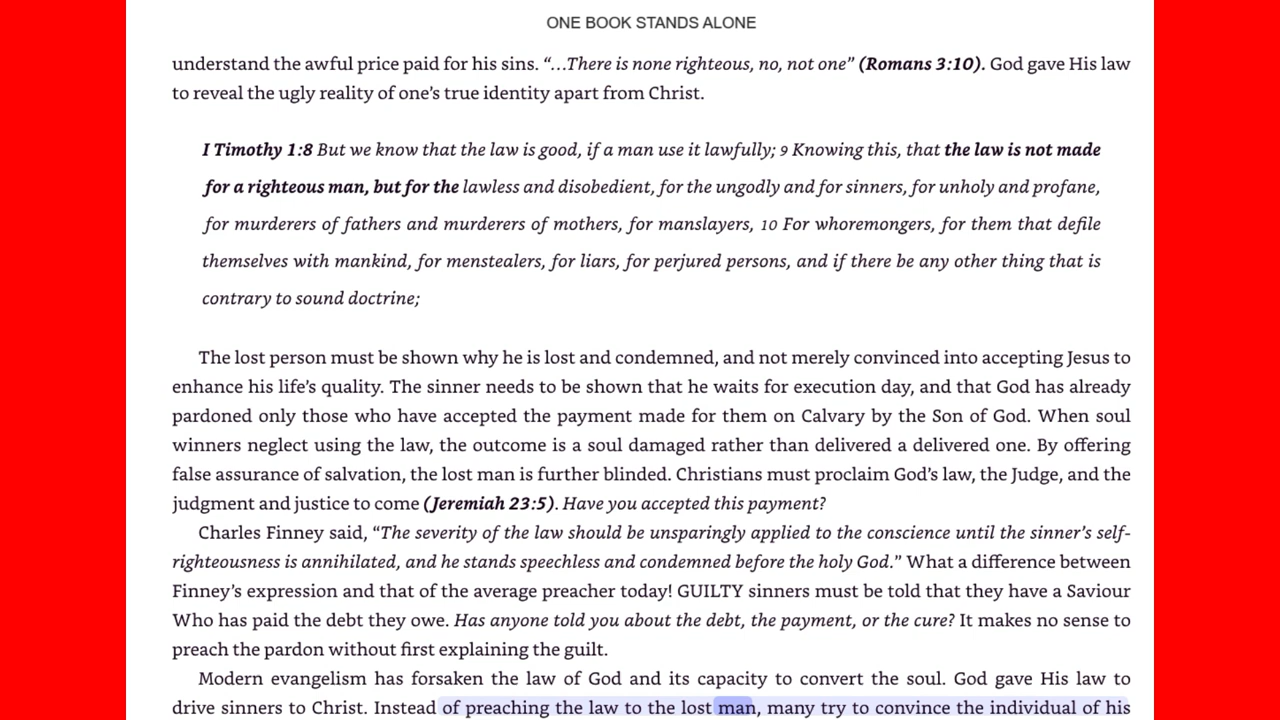 ONE BOOK STANDS ALONE
understand the awful price paid for his sins. “…There is none righteous, no, not one” (Romans 3:10). God gave His law
to reveal the ugly reality of one’s true identity apart from Christ.
I Timothy 1:8 But we know that the law is good, if a man use it lawfully; 9 Knowing this, that the law is not made
for a righteous man, but for the lawless and disobedient, for the ungodly and for sinners, for unholy and profane,
for murderers of fathers and murderers of mothers, for manslayers, 10 For whoremongers, for them that defile
themselves with mankind, for menstealers, for liars, for perjured persons, and if there be any other thing that is
contrary to sound doctrine;
The lost person must be shown why he is lost and condemned, and not merely convinced into accepting Jesus to
enhance his life’s quality. The sinner needs to be shown that he waits for execution day, and that God has already
pardoned only those who have accepted the payment made for them on Calvary by the Son of God. When soul
winners neglect using the law, the outcome is a soul damaged rather than delivered a delivered one. By offering
false assurance of salvation, the lost man is further blinded. Christians must proclaim God’s law, the Judge, and the
judgment and justice to come (Jeremiah 23:5). Have you accepted this payment?
Charles Finney said, “The severity of the law should be unsparingly applied to the conscience until the sinner’s self-
righteousness is annihilated, and he stands speechless and condemned before the holy God.” What a difference between
Finney’s expression and that of the average preacher today! GUILTY sinners must be told that they have a Saviour
Who has paid the debt they owe. Has anyone told you about the debt, the payment, or the cure? It makes no sense to
preach the pardon without first explaining the guilt.
Modern evangelism has forsaken the law of God and its capacity to convert the soul. God gave His law to
drive sinners to Christ. Instead of preaching the law to the lost man, many try to convince the individual of his